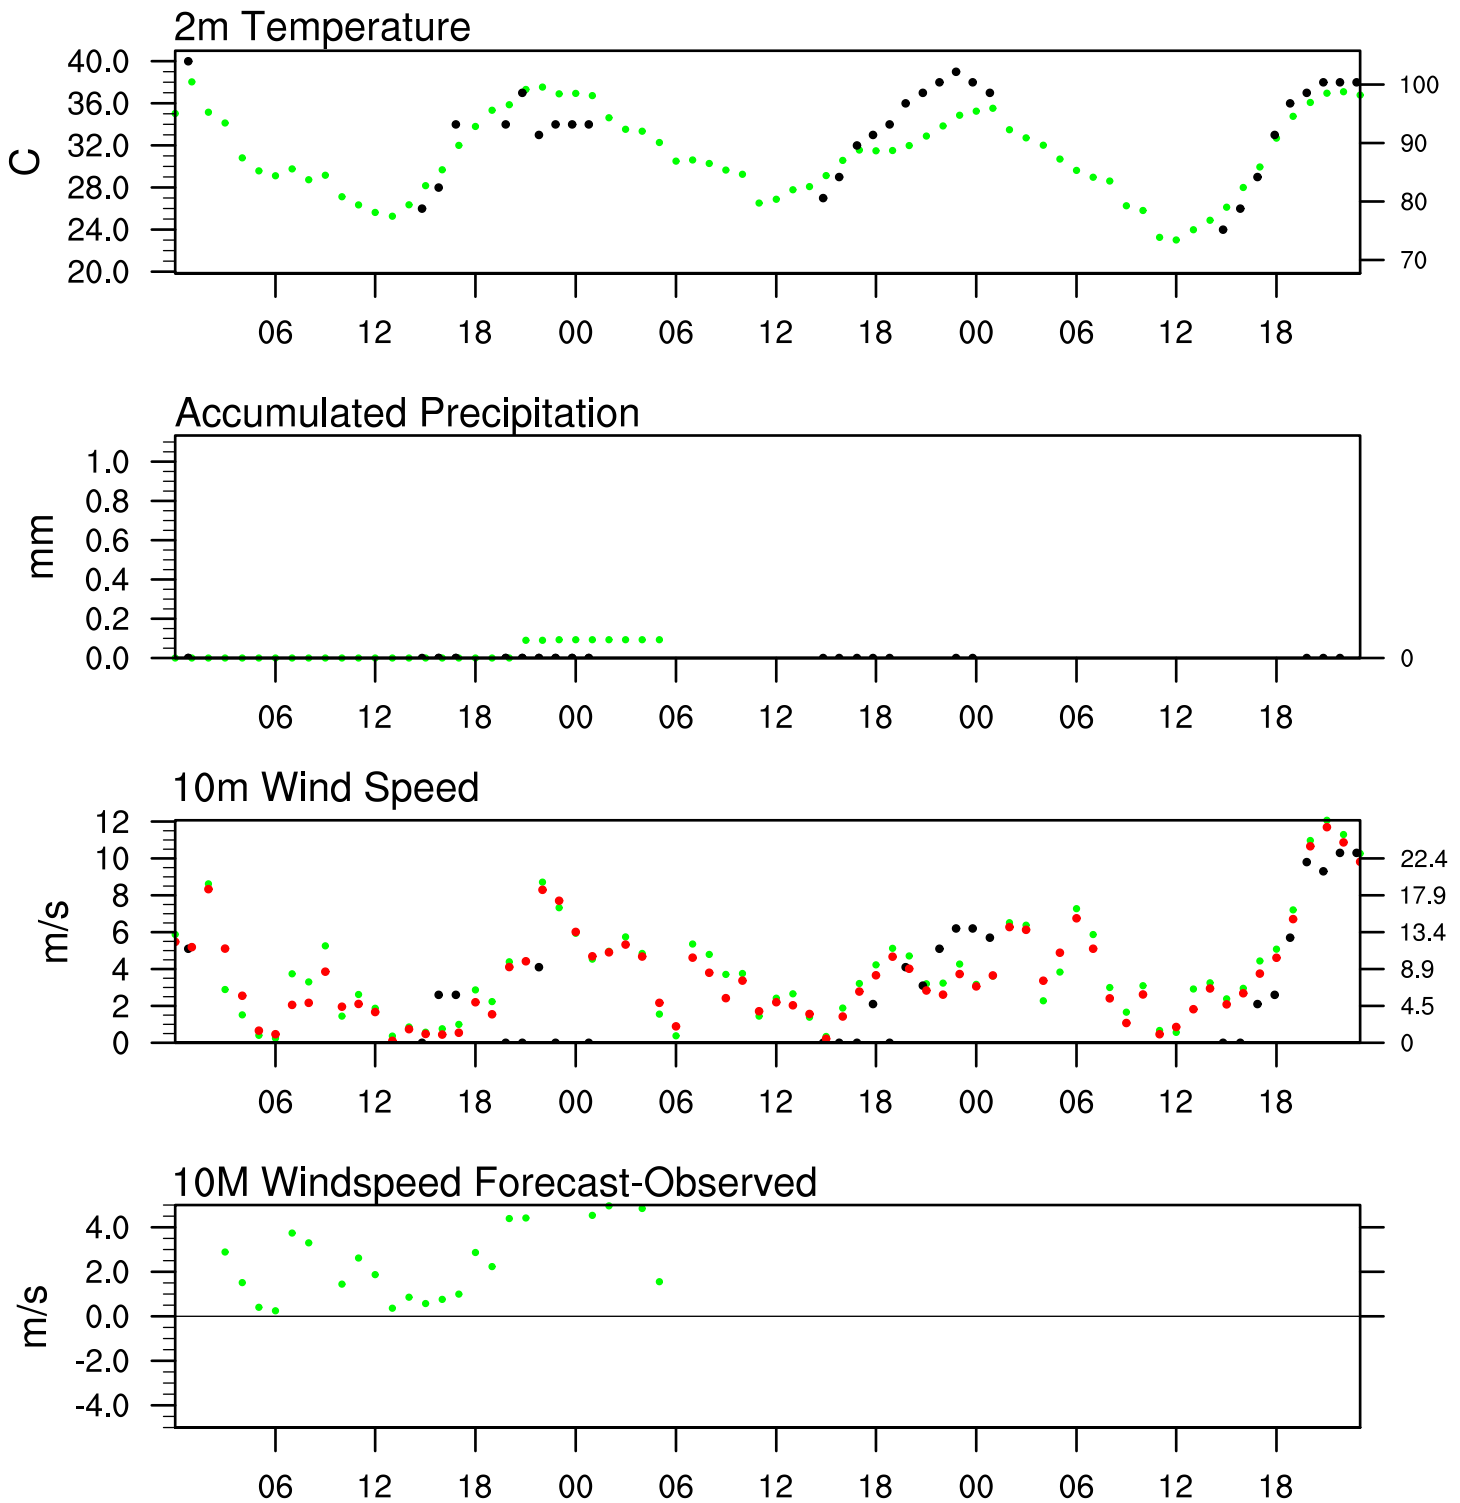 2m Temperature
40.0
36.0
32.0
28.0
24.0
20.0
C
100
90
80
70
06 12 18 00 06 12 18 00 06 12 18
Accumulated Precipitation
1.0
0.8
0.6
0.4
0.2
0.0
mm
0
06 12 18 00 06 12 18 00 06 12 18
10m Wind Speed
12
10
8
6
4
2
0
m/s
22.4
17.9
13.4
8.9
4.5
0
06 12 18 00 06 12 18 00 06 12 18
10M Windspeed Forecast-Observed
4.0
2.0
0.0
-2.0
-4.0
m/s
06 12 18 00 06 12 18 00 06 12 18